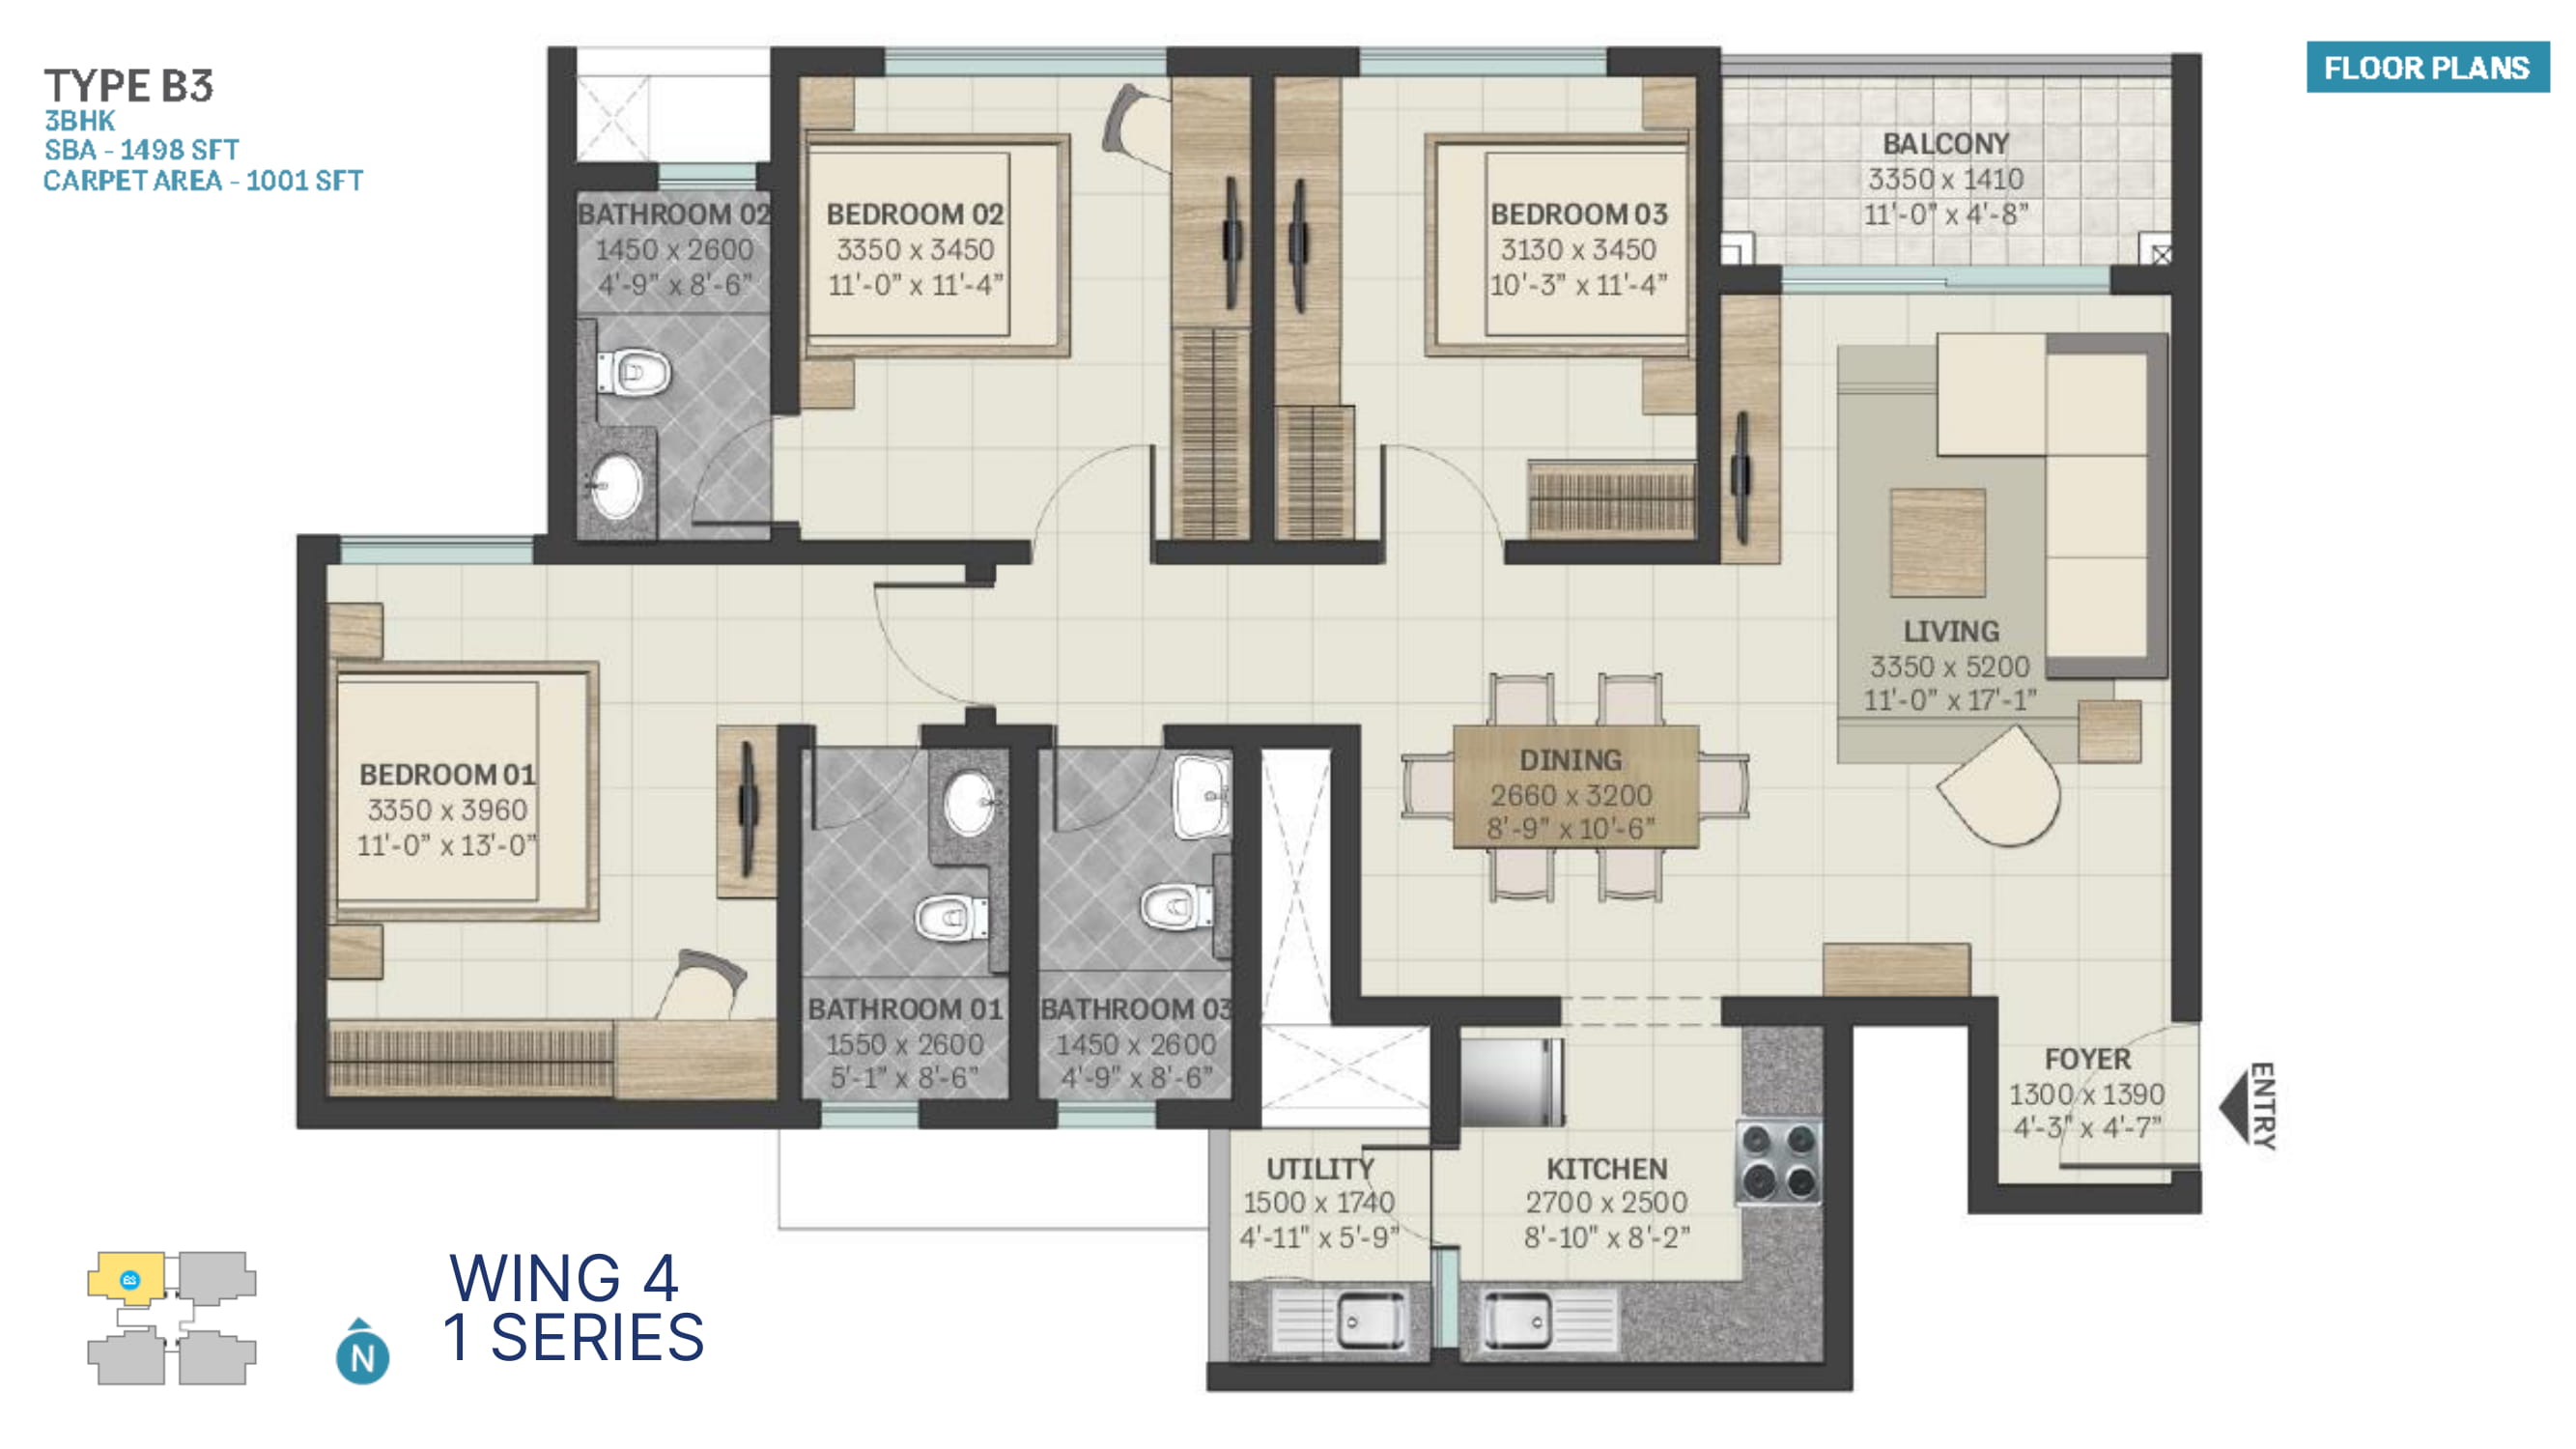 TYPE B3
3BHK
SBA - 1498 SFT
CARPET AREA - 1001 SFT
FLOOR PLANS
BATHROOM 02
1450 x 2600
4'-9" x 8'-6"
BEDROOM 02
3350 x 3450
11'-0" x 11'-4"
BEDROOM 03
3130 x 3450
10'-3" x 11'-4"
BALCONY
3350 x 1410
11'-0" x 4'-8"
LIVING
3350 x 5200
11'-0" x 17'-1"
BEDROOM 01
3350 x 3960
11'-0" x 13'-0"
DINING
2660 x 3200
8'-9" x 10'-6"
BATHROOM 01
1550 x 2600
5'-1" x 8'-6"
BATHROOM 03
1450 x 2600
4'-9" x 8'-6"
FOYER
1300 x 1390
4'-3" x 4'-7"
ENTRY
UTILITY
1500 x 1740
4'-11" x 5'-9"
KITCHEN
2700 x 2500
8'-10" x 8'-2"
B3
N
WING 4
1 SERIES